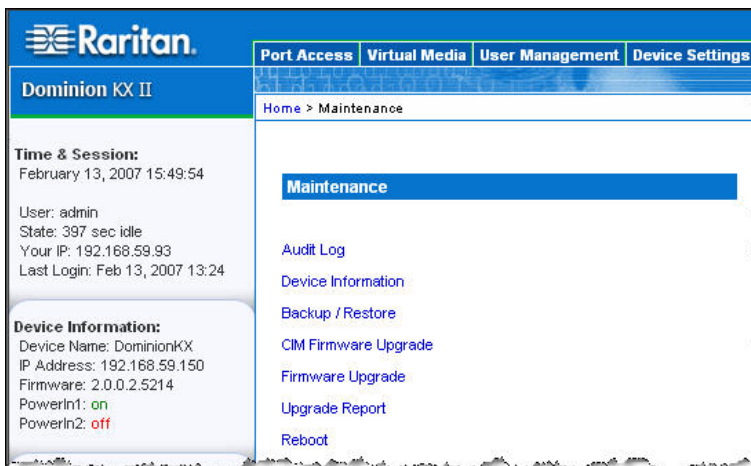 Raritan.
Port Access Virtual Media User Management Device Settings
Dominion KX II
Home > Maintenance
Time & Session:
February 13, 2007 15:49:54
User: admin
State: 397 sec idle
Your IP: 192.168.59.93
Last Login: Feb 13, 2007 13:24
Device Information:
Device Name: DominionKX
IP Address: 192.168.59.150
Firmware: 2.0.0.2.5214
PowerIn1: on
PowerIn2: off
Maintenance
Audit Log
Device Information
Backup / Restore
CIM Firmware Upgrade
Firmware Upgrade
Upgrade Report
Reboot